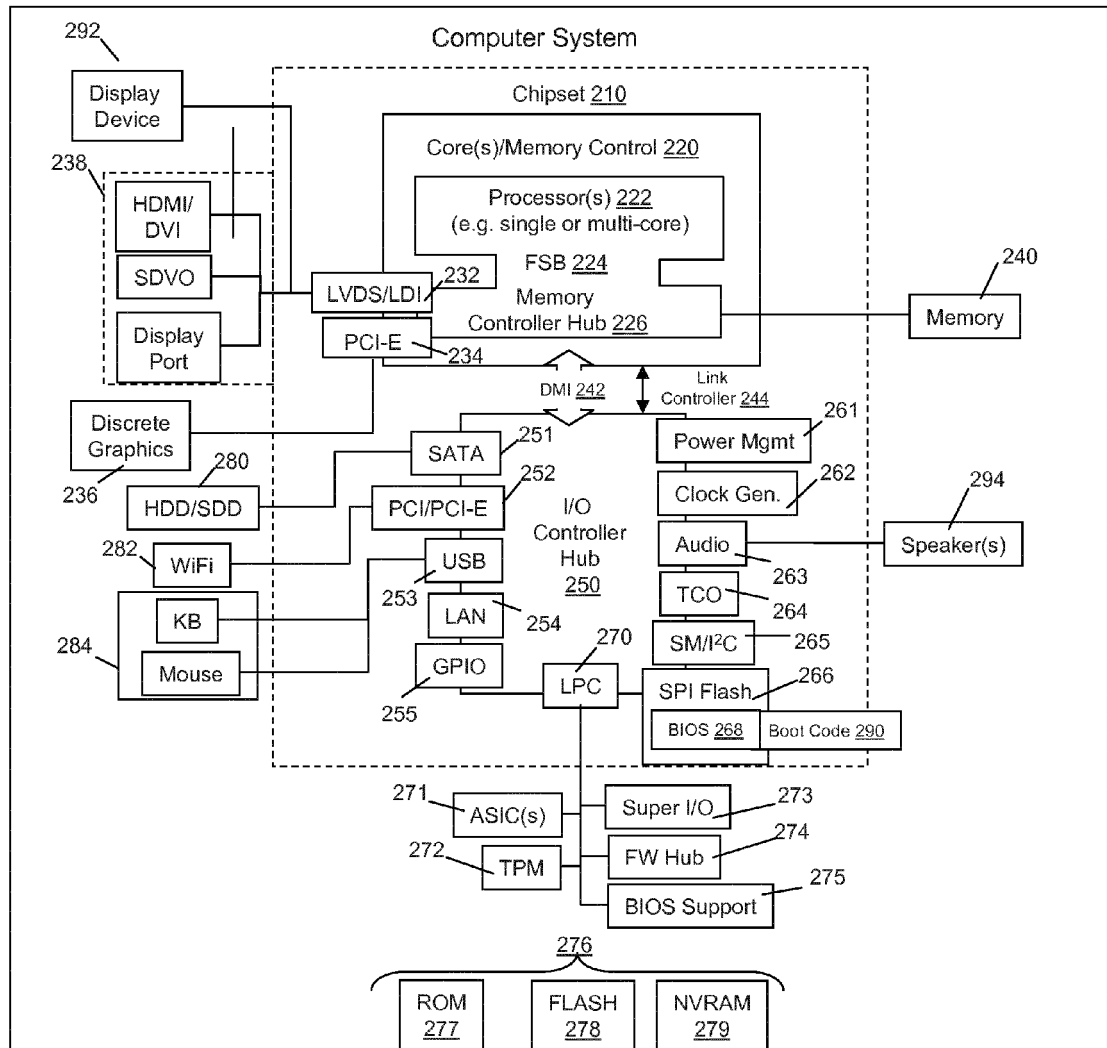 292
Computer System
Display
Device
Chipset 210
Core(s)/Memory Control 220
238
HDMI/
DVI
Processor(s) 222
(e.g. single or multi-core)
SDVO
FSB 224
232
240
LVDS/LDI
Memory
Controller Hub 226
Memory
Display
Port
PCI-E
234
DMI 242
Link
Controller 244
Discrete
Graphics
236
251
261
SATA
Power Mgmt
280
252
262
HDD/SDD
PCI/PCI-E
I/O
Controller
Hub
250
Clock Gen.
294
282
WiFi
USB
253
Audio
263
Speaker(s)
KB
LAN
254
TCO
264
284
Mouse
GPIO
255
270
LPC
SM/I²C
265
SPI Flash
266
BIOS 268
Boot Code 290
271
ASIC(s)
Super I/O
273
272
TPM
FW Hub
274
275
BIOS Support
276
ROM
277
FLASH
278
NVRAM
279